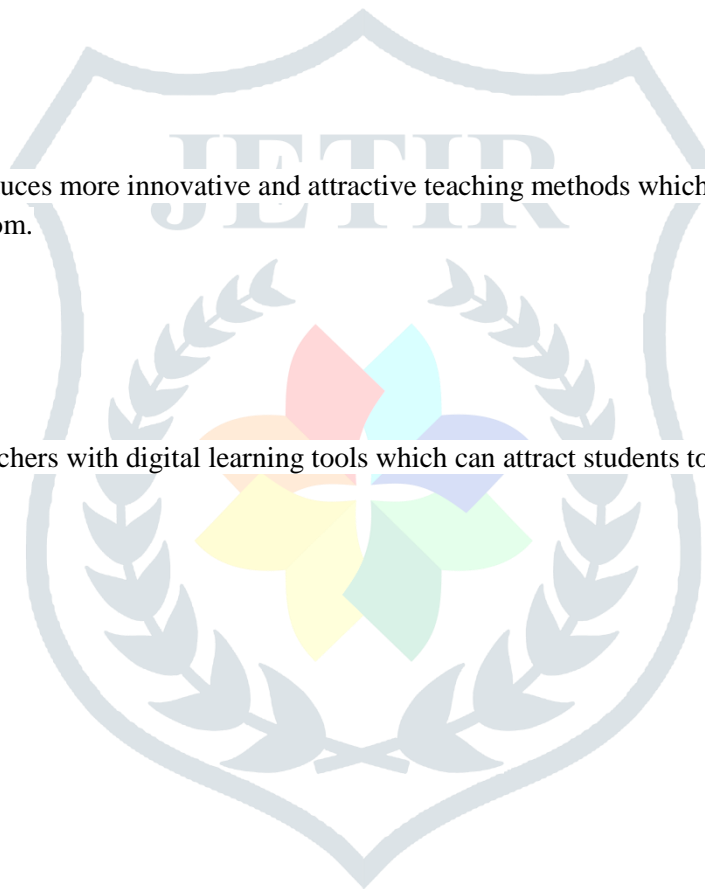 JETIR
uces more innovative and attractive teaching methods which
om.
chers with digital learning tools which can attract students to